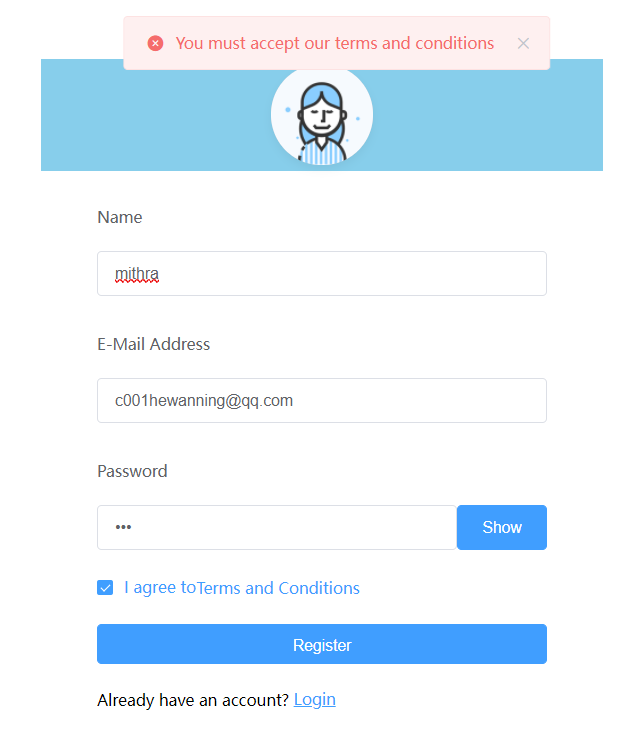 You must accept our terms and conditions
Name
mithra
E-Mail Address
c001hewanning@qq.com
Password
•••
Show
I agree toTerms and Conditions
Register
Already have an account? Login